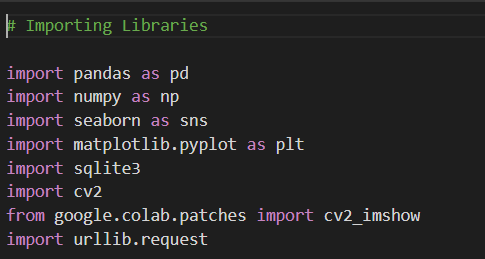 # Importing Libraries
import pandas as pd
import numpy as np
import seaborn as sns
import matplotlib.pyplot as plt
import sqlite3
import cv2
from google.colab.patches import cv2_imshow
import urllib.request